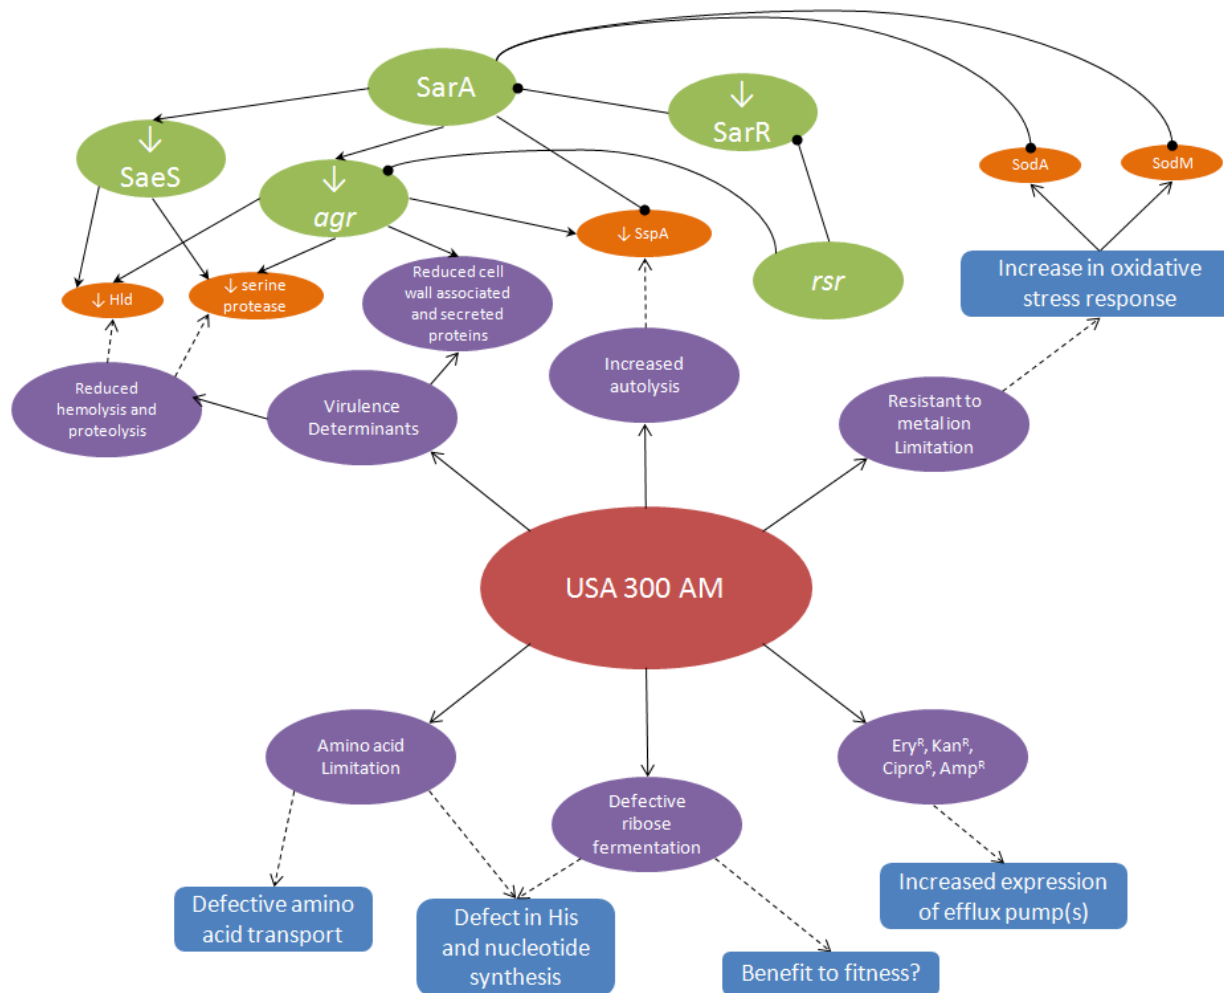 SarA
↓
SarR
↓
SaeS
↓
agr
SodA
SodM
↓ SspA
rsr
Increase in oxidative
stress response
Reduced cell
wall associated
and secreted
proteins
↓ Hld
↓ serine
protease
Increased
autolysis
Reduced
hemolysis and
proteolysis
Virulence
Determinants
Resistant to
metal ion
Limitation
USA 300 AM
Amino acid
Limitation
Defective
ribose
fermentation
Eryᴿ, Kanᴿ,
Ciproᴿ, Ampᴿ
Defective amino
acid transport
Defect in His
and nucleotide
synthesis
Increased expression
of efflux pump(s)
Benefit to fitness?